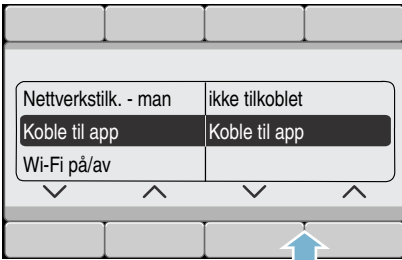 Nettverkstilk. - man ikke tilkoblet
Koble til app Koble til app
Wi-Fi på/av